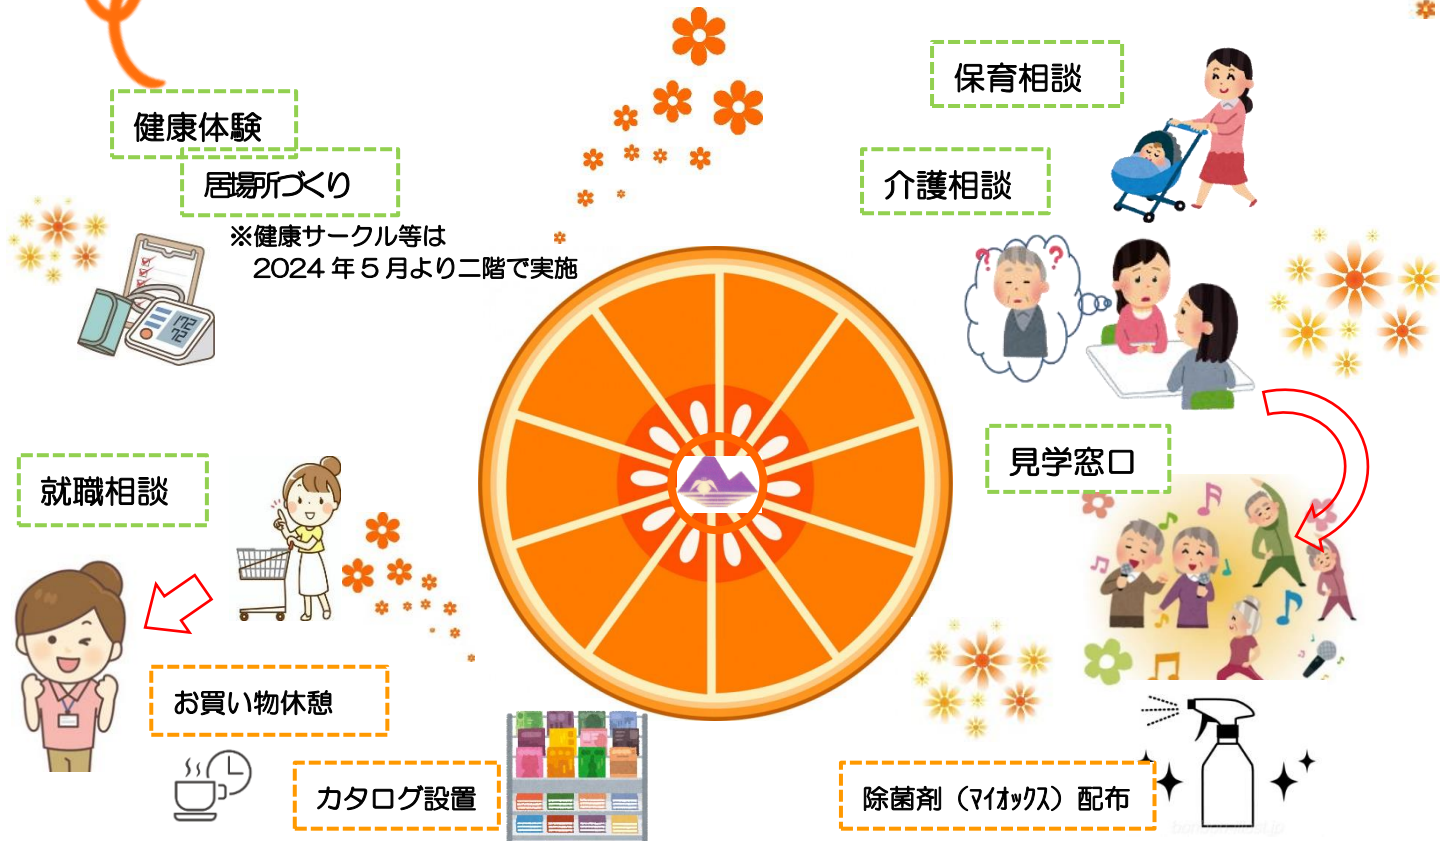 健康体験
居場所づくり
※健康サークル等は
2024年5月より二階で実施
保育相談
介護相談
見学窓口
就職相談
お買い物休憩
カタログ設置
除菌剤（ﾏｲｵｯｸｽ）配布
172
72